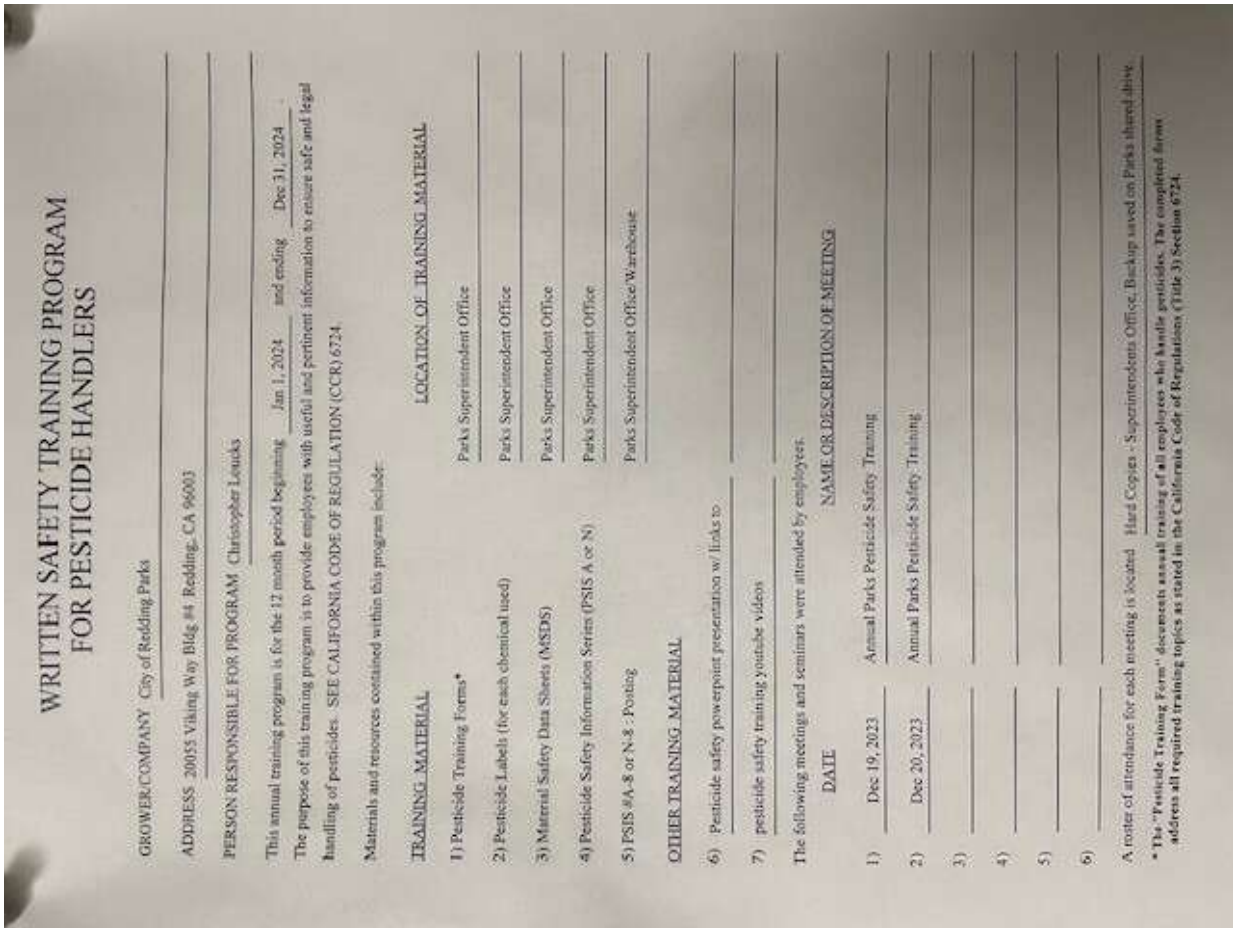 WRITTEN SAFETY TRAINING PROGRAM
FOR PESTICIDE HANDLERS
GROWER/COMPANY City of Redding Parks
ADDRESS 20055 Viking Way Bldg #4 Redding, CA 96003
PERSON RESPONSIBLE FOR PROGRAM Christopher Loucks
This annual training program is for the 12 month period beginning Jan 1, 2024 and ending Dec 31, 2024 .
The purpose of this training program is to provide employees with useful and pertinent information to ensure safe and legal
handling of pesticides. SEE CALIFORNIA CODE OF REGULATION (CCR) 6724.
Materials and resources contained within this program include:
TRAINING MATERIAL LOCATION OF TRAINING MATERIAL
1) Pesticide Training Forms* Parks Superintendent Office
2) Pesticide Labels (for each chemical used) Parks Superintendent Office
3) Material Safety Data Sheets (MSDS) Parks Superintendent Office
4) Pesticide Safety Information Series (PSIS A or N) Parks Superintendent Office
5) PSIS #A-8 or N-8 - Posting Parks Superintendent Office/Warehouse
OTHER TRAINING MATERIAL
6) Pesticide safety powerpoint presentation w/ links to
7) pesticide safety training youtube videos
The following meetings and seminars were attended by employees.
DATE NAME OR DESCRIPTION OF MEETING
1) Dec 19, 2023 Annual Parks Pesticide Safety Training
2) Dec 20, 2023 Annual Parks Pesticide Safety Training
3)
4)
5)
6)
A roster of attendance for each meeting is located Hard Copies - Superintendents Office, Backup saved on Parks shared drive.
* The "Pesticide Training Form" documents annual training of all employees who handle pesticides. The completed forms
address all required training topics as stated in the California Code of Regulations (Title 3) Section 6724.